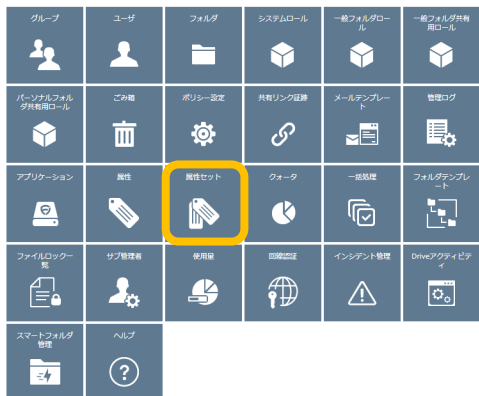 グループ
ユーザ
フォルダ
システムロール
一般フォルダロー
ル
一般フォルダ共有
用ロール
パーソナルフォル
ダ共有用ロール
ごみ箱
ポリシー設定
共有リンク証跡
メールテンプレー
ト
管理ログ
アプリケーション
属性
属性セット
クォータ
一括処理
フォルダテンプレ
ート
ファイルロック一
覧
サブ管理者
使用量
回線認証
インシデント管理
Driveアクティビテ
ィ
スマートフォルダ
管理
ヘルプ